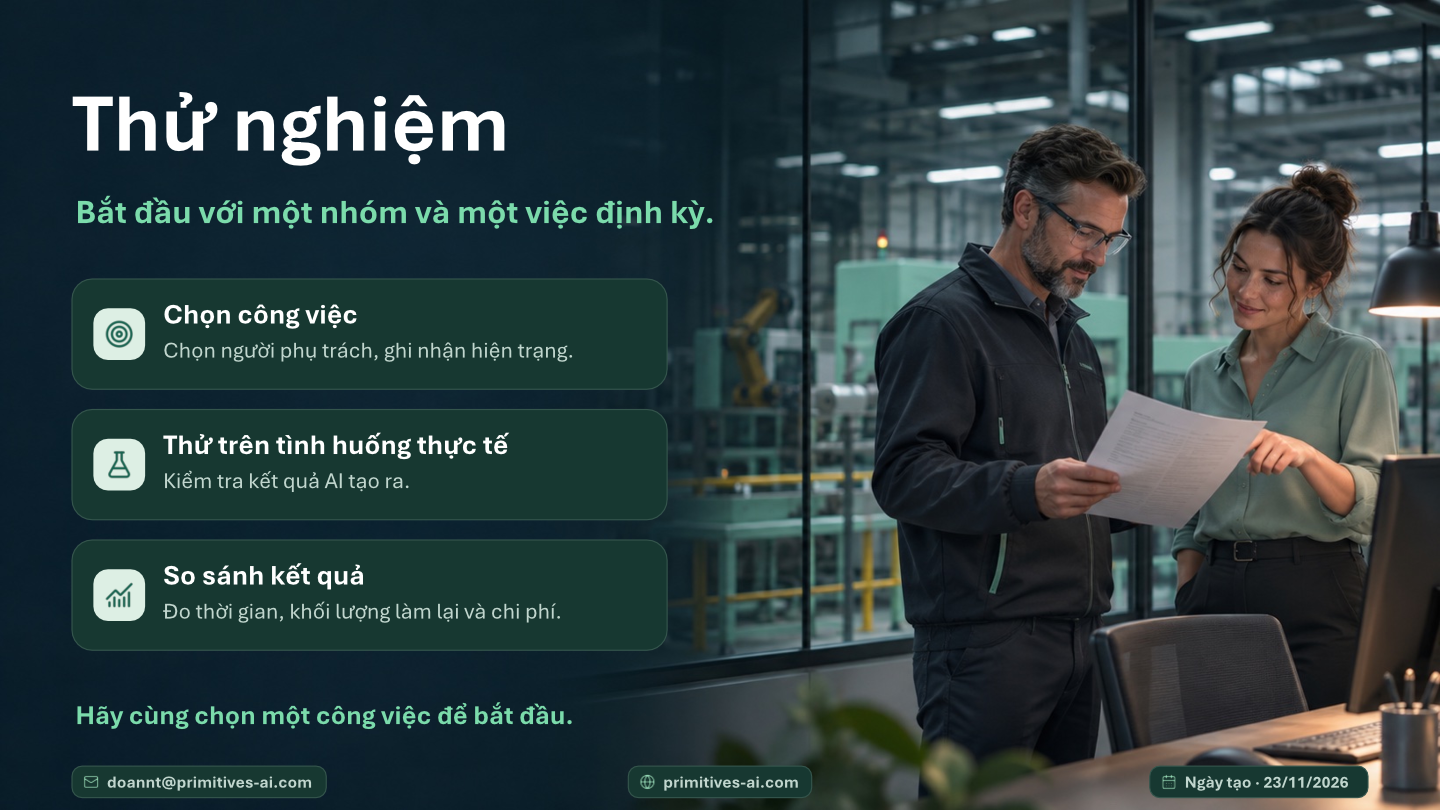 Thử nghiệm
Bắt đầu với một nhóm và một việc định kỳ.
Chọn công việc
Chọn người phụ trách, ghi nhận hiện trạng.
Thử trên tình huống thực tế
Kiểm tra kết quả AI tạo ra.
So sánh kết quả
Đo thời gian, khối lượng làm lại và chi phí.
Hãy cùng chọn một công việc để bắt đầu.
doannt@primitives-ai.com
primitives-ai.com
Ngày tạo · 23/11/2026